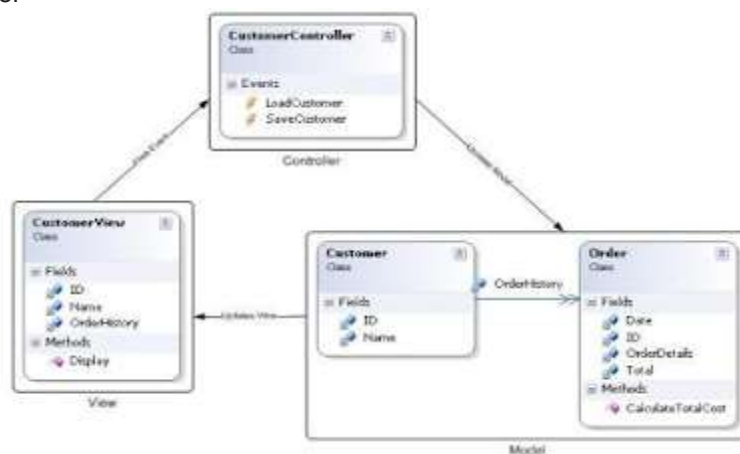 CustomerController
Class
Events
LoadCustomer
SaveCustomer
Controller
CustomerView
Class
Fields
ID
Name
OrderHistory
Methods
Display
View
Updates View
Customer
Class
Fields
ID
Name
OrderHistory
Order
Class
Fields
Date
ID
OrderDetails
Total
Methods
CalculateTotalCost
Model